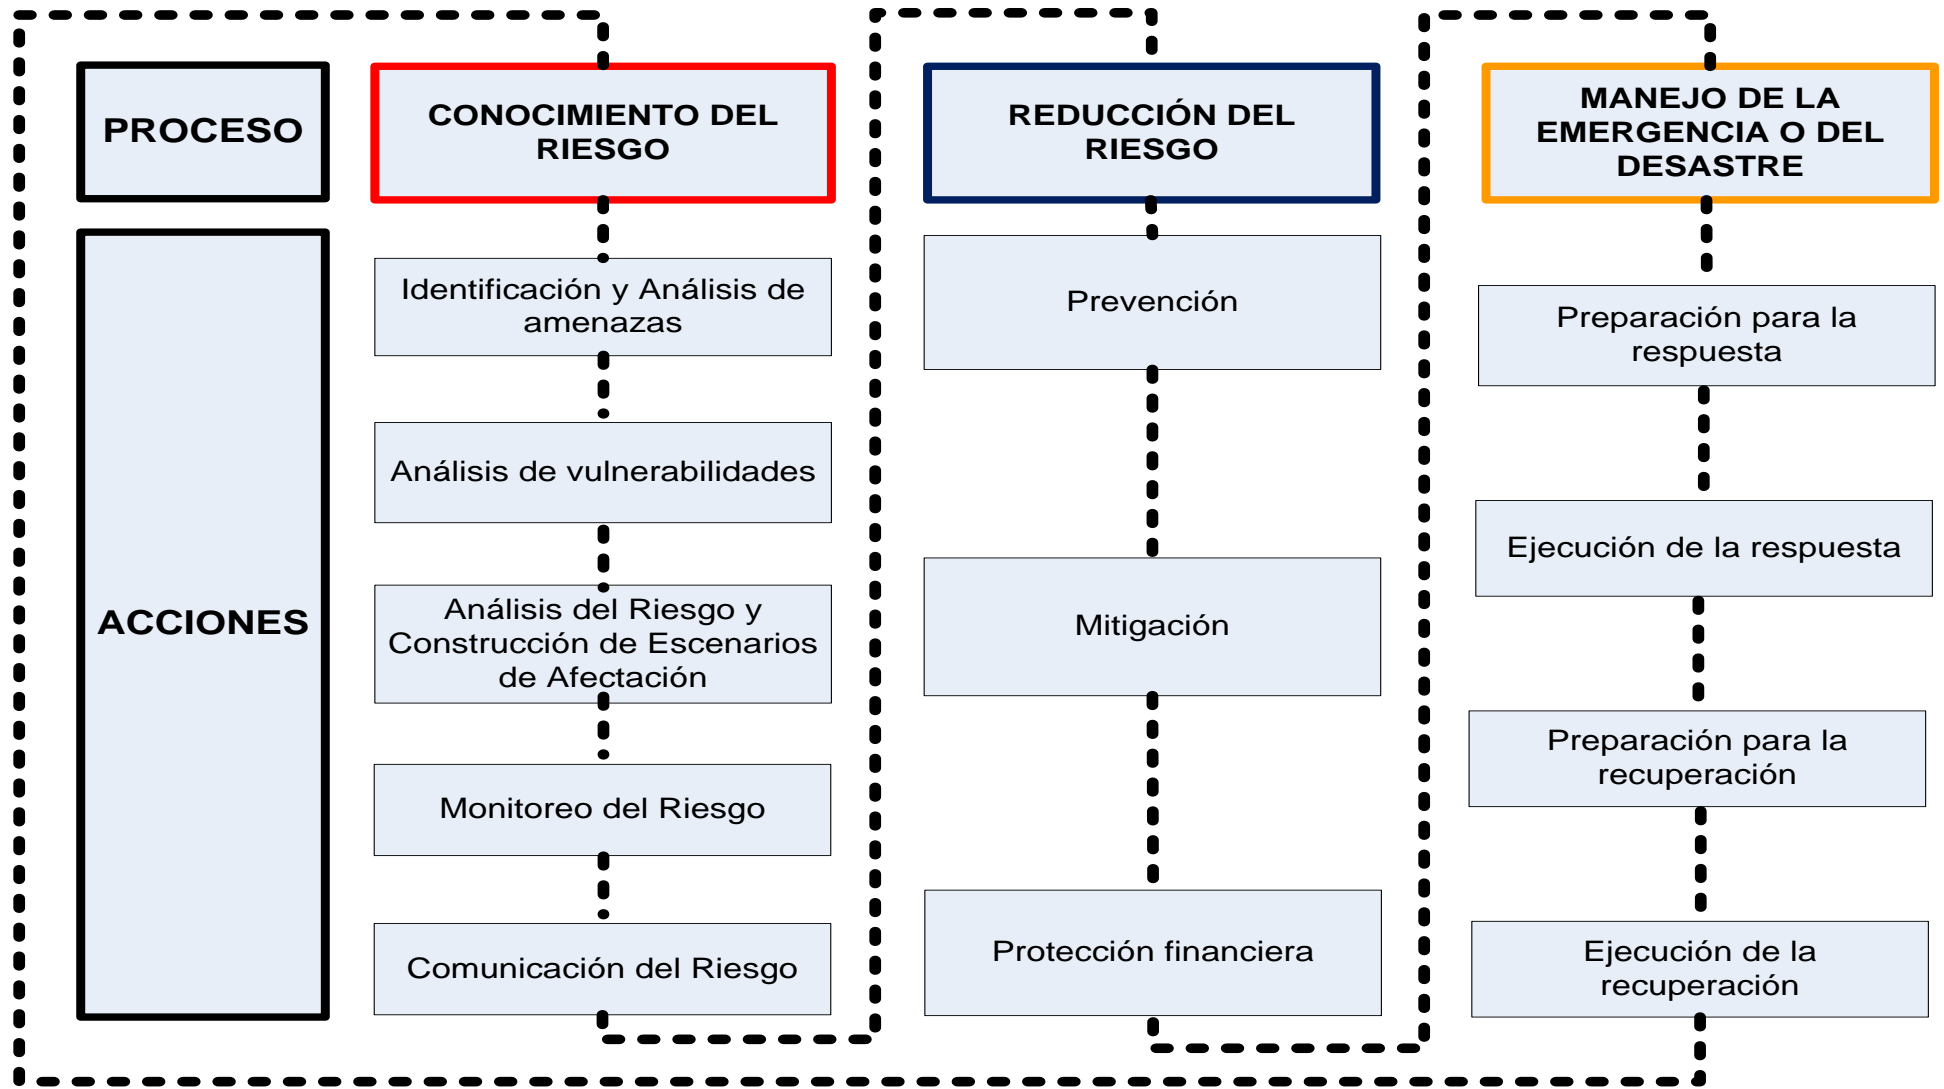 PROCESO
CONOCIMIENTO DEL
RIESGO
REDUCCIÓN DEL
RIESGO
MANEJO DE LA
EMERGENCIA O DEL
DESASTRE
ACCIONES
Identificación y Análisis de
amenazas
Análisis de vulnerabilidades
Análisis del Riesgo y
Construcción de Escenarios
de Afectación
Monitoreo del Riesgo
Comunicación del Riesgo
Prevención
Mitigación
Protección financiera
Preparación para la
respuesta
Ejecución de la respuesta
Preparación para la
recuperación
Ejecución de la
recuperación